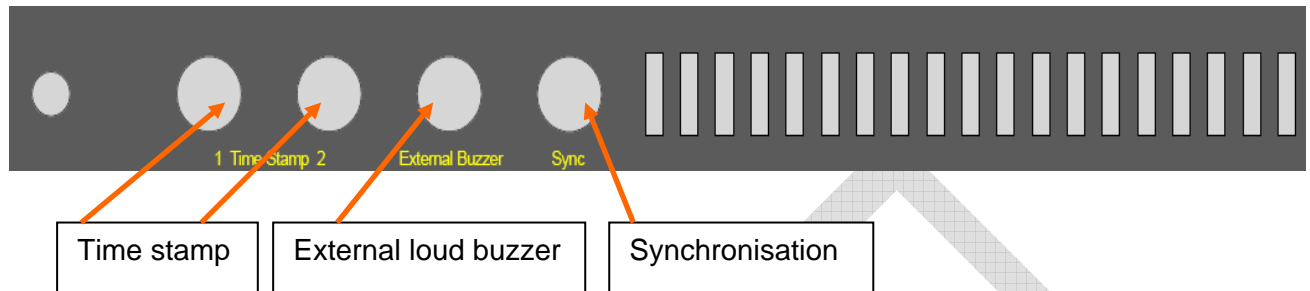 1 Time Stamp 2 External Buzzer Sync
Time stamp External loud buzzer Synchronisation